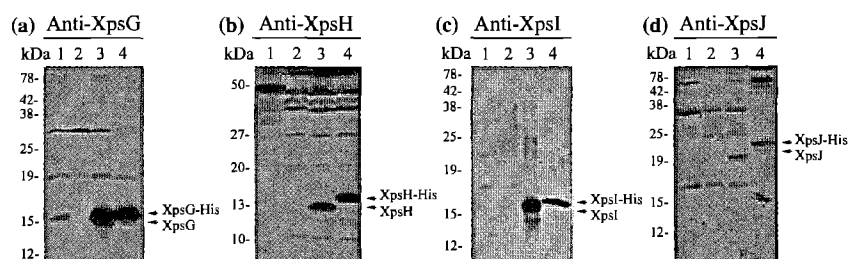 (a) Anti-XpsG
kDa 1 2 3 4
78-
42-
38-
25-
19-
15-
12-
XpsG-His
XpsG
(b) Anti-XpsH
kDa 1 2 3 4
50-
27-
20-
13-
10-
XpsH-His
XpsH
(c) Anti-XpsI
kDa 1 2 3 4
78-
42-
38-
25-
19-
15-
12-
XpsI-His
XpsI
(d) Anti-XpsJ
kDa 1 2 3 4
78-
42-
38-
25-
19-
15-
12-
XpsJ-His
XpsJ